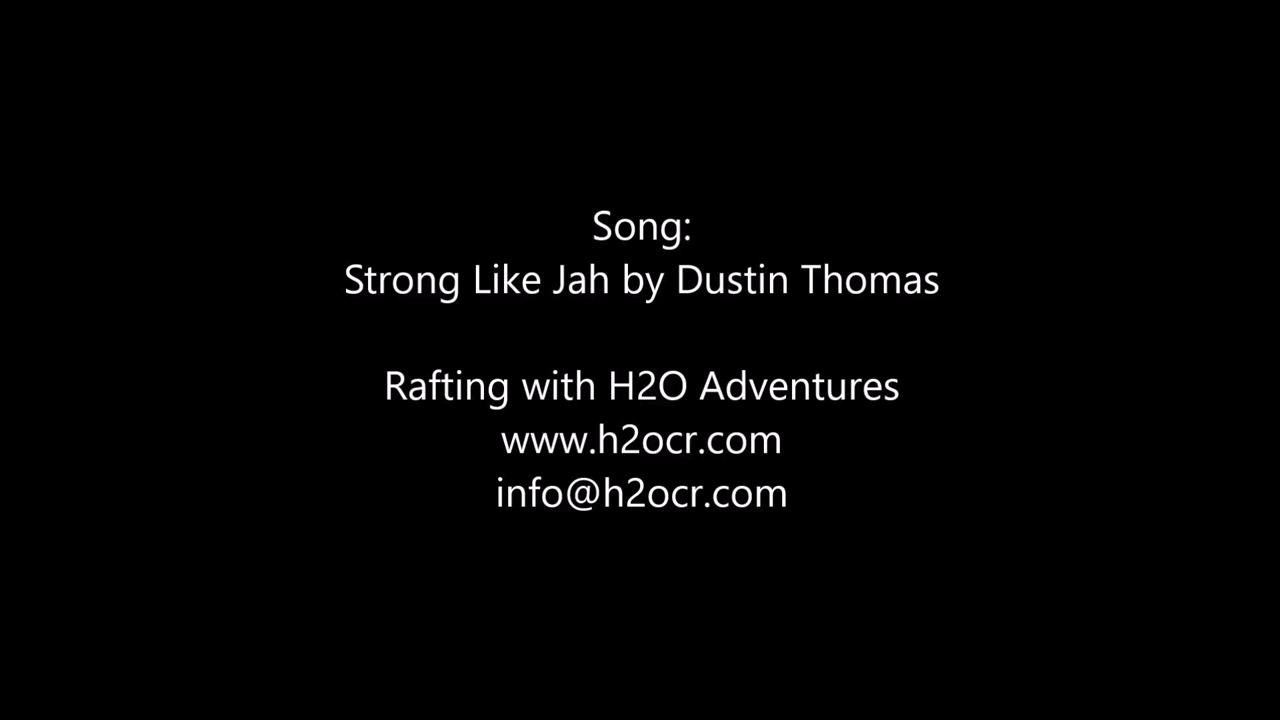 Song:
Strong Like Jah by Dustin Thomas
Rafting with H2O Adventures
www.h2ocr.com
info@h2ocr.com